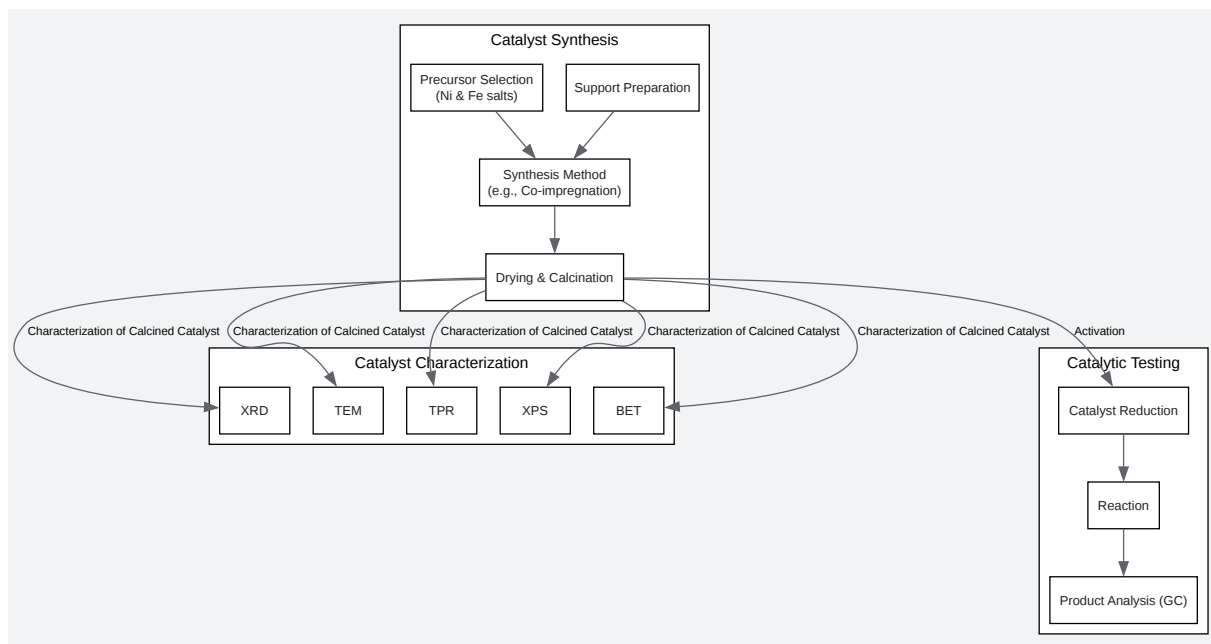 Catalyst Synthesis
Precursor Selection
(Ni & Fe salts)
Support Preparation
Synthesis Method
(e.g., Co-impregnation)
Drying & Calcination
Characterization of Calcined Catalyst
Characterization of Calcined Catalyst
Characterization of Calcined Catalyst
Characterization of Calcined Catalyst
Characterization of Calcined Catalyst
Activation
Catalyst Characterization
XRD
TEM
TPR
XPS
BET
Catalytic Testing
Catalyst Reduction
Reaction
Product Analysis (GC)